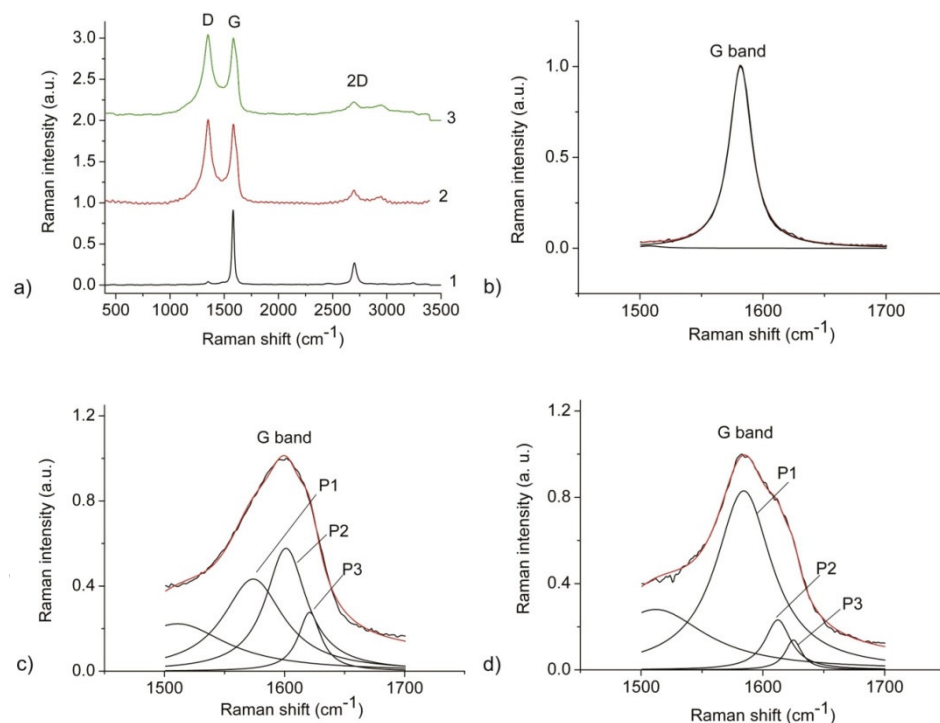 D G
2D
3.0
2.5
2.0
1.5
1.0
0.5
0.0
3
2
1
500 1000 1500 2000 2500 3000 3500
Raman shift (cm-1)
Raman intensity (a.u.)
a)
G band
1.0
0.5
0.0
1500 1600 1700
Raman shift (cm-1)
Raman intensity (a.u.)
b)
G band
P1
P2
P3
1.2
0.8
0.4
0.0
1500 1600 1700
Raman shift (cm-1)
Raman intensity (a.u.)
c)
G band
P1
P2
P3
1.2
0.8
0.4
0.0
1500 1600 1700
Raman shift (cm-1)
Raman intensity (a. u.)
d)